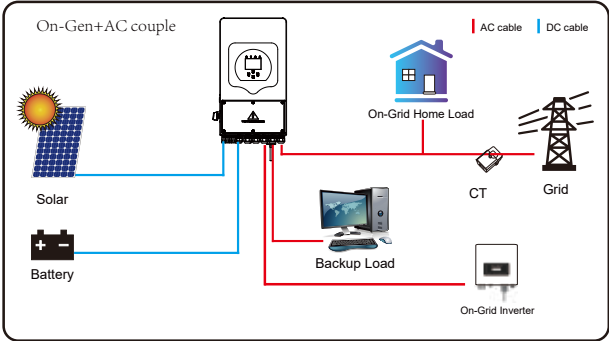 On-Gen+AC couple
AC cable
DC cable
On-Grid Home Load
Solar
CT
Grid
Battery
Backup Load
On-Grid Inverter